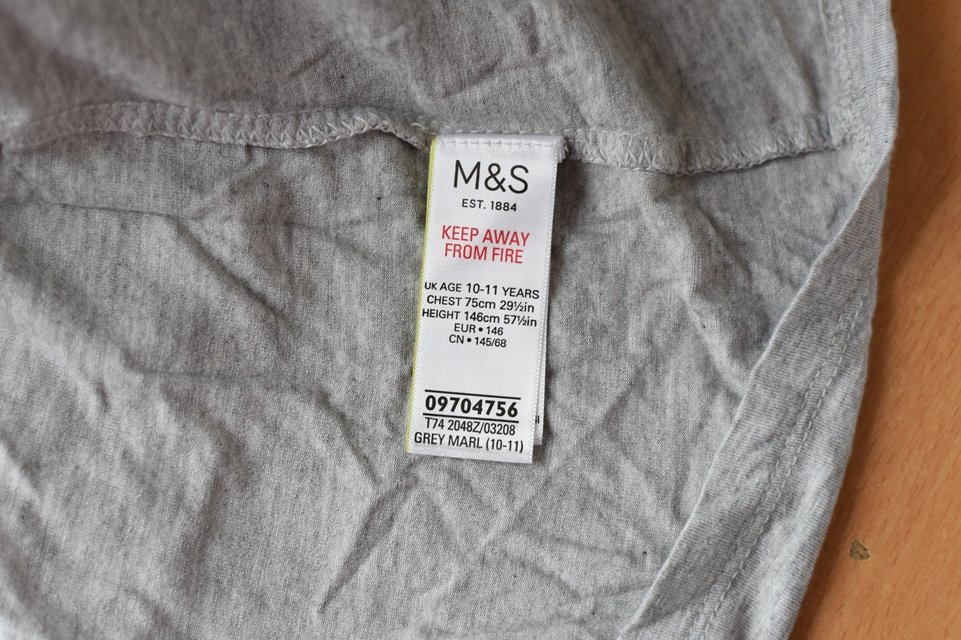 M&S
EST. 1884
KEEP AWAY
FROM FIRE
UK AGE 10-11 YEARS
CHEST 75cm 29½in
HEIGHT 146cm 57½in
EUR • 146
CN • 145/68
09704756
T74 2048Z/03208
GREY MARL (10-11)